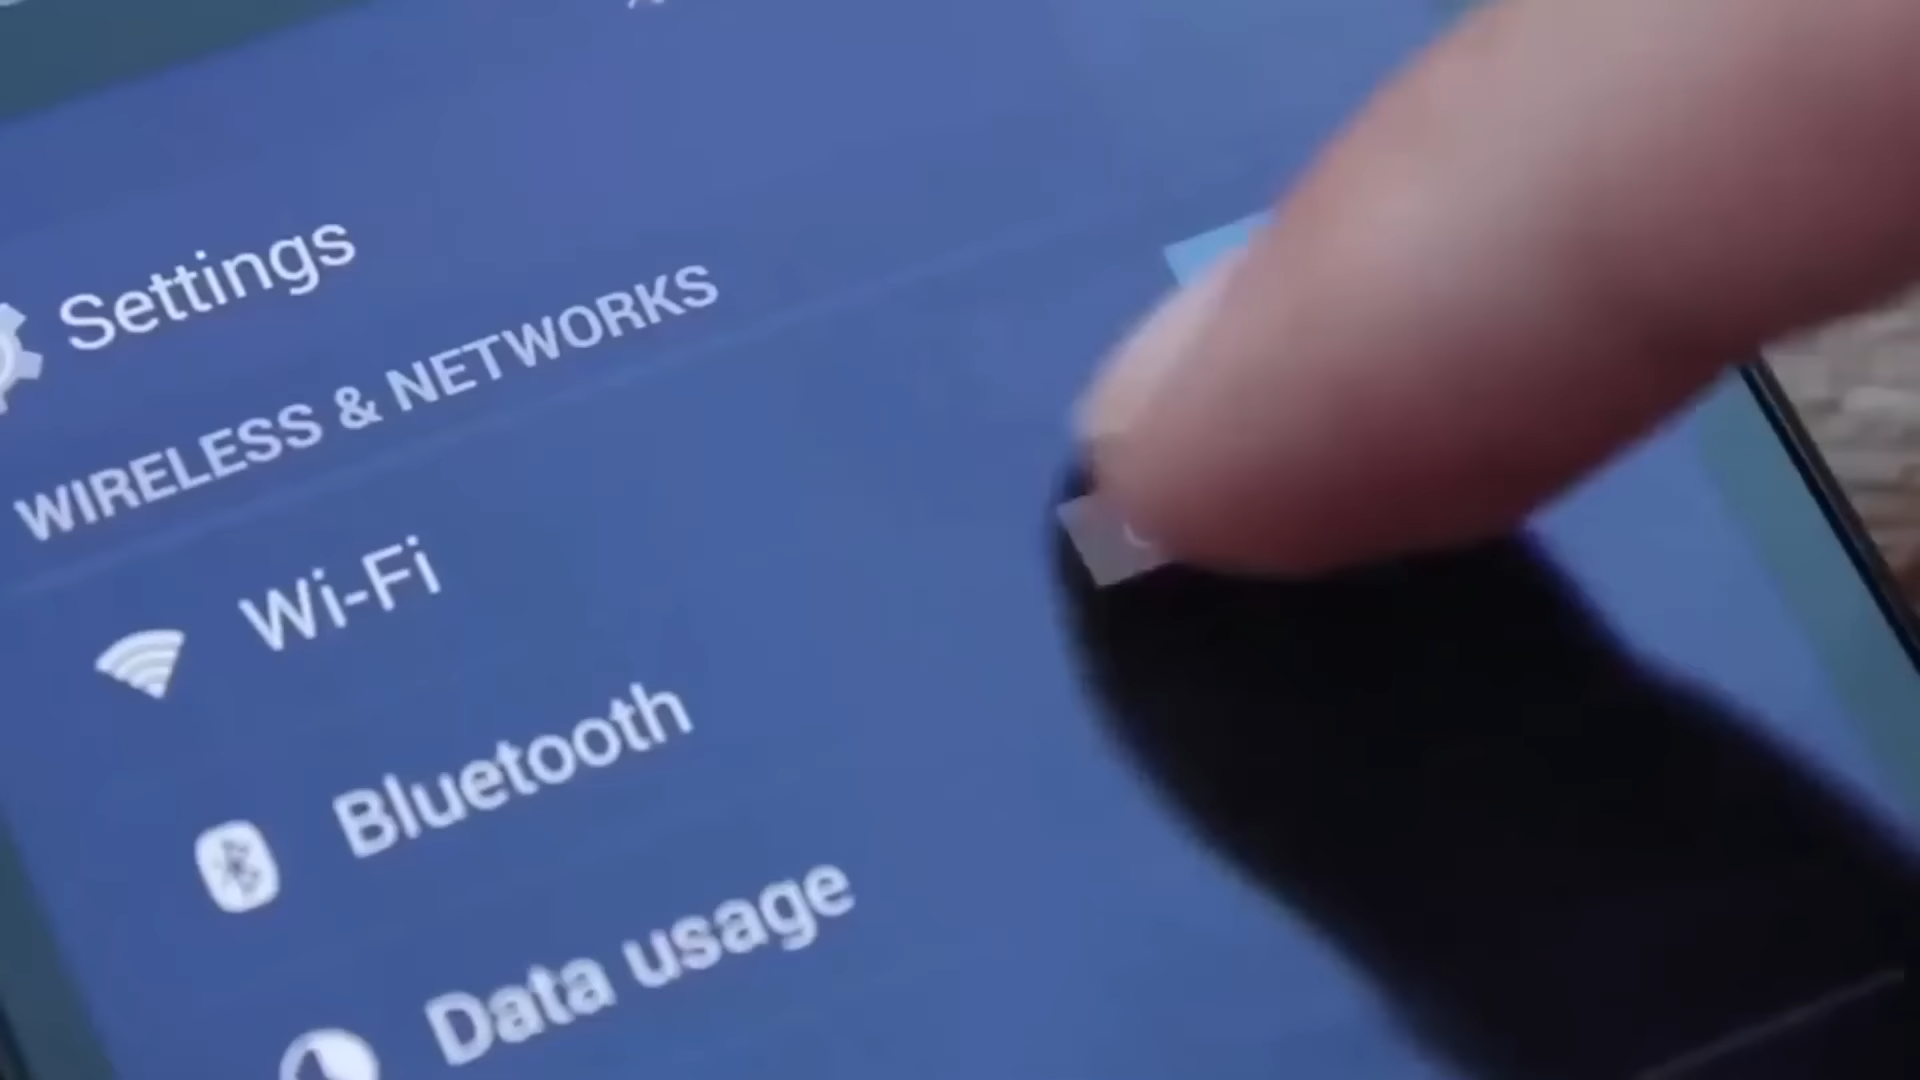 Settings
WIRELESS & NETWORKS
Wi-Fi
Bluetooth
Data usage